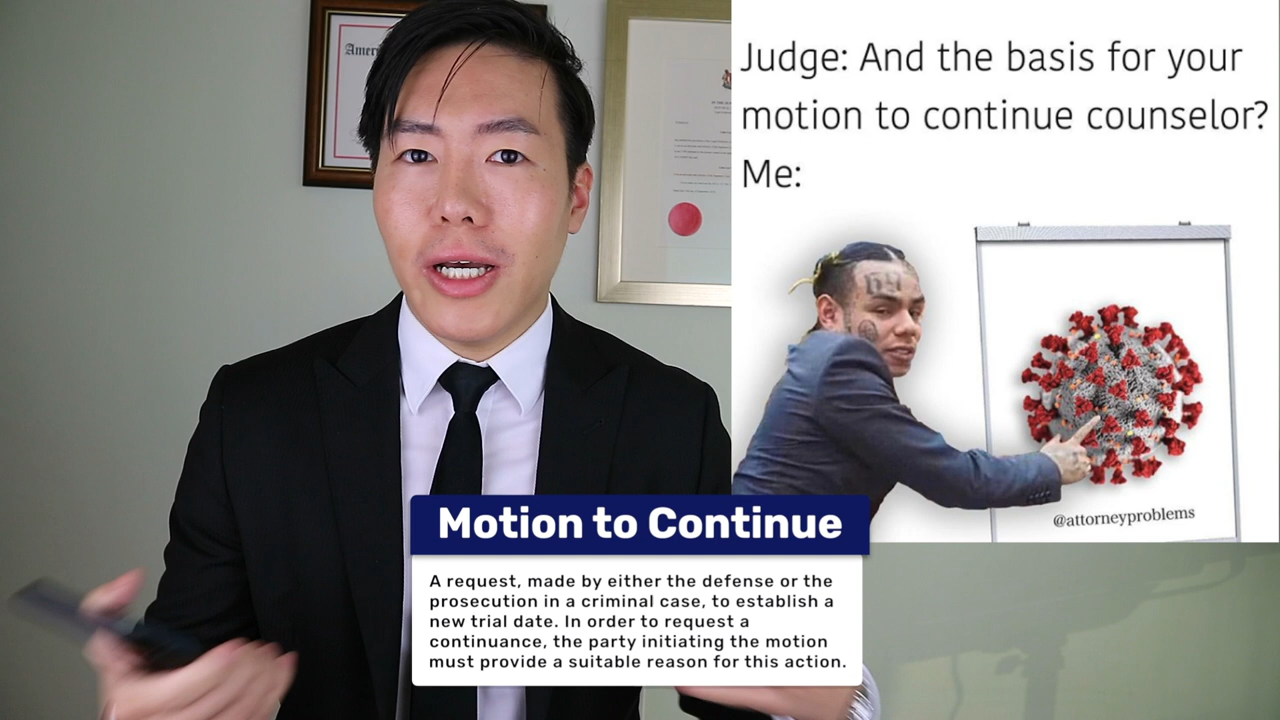 Judge: And the basis for your
motion to continue counselor?
Me:
69
@attorneyproblems
Motion to Continue
A request, made by either the defense or the
prosecution in a criminal case, to establish a
new trial date. In order to request a
continuance, the party initiating the motion
must provide a suitable reason for this action.